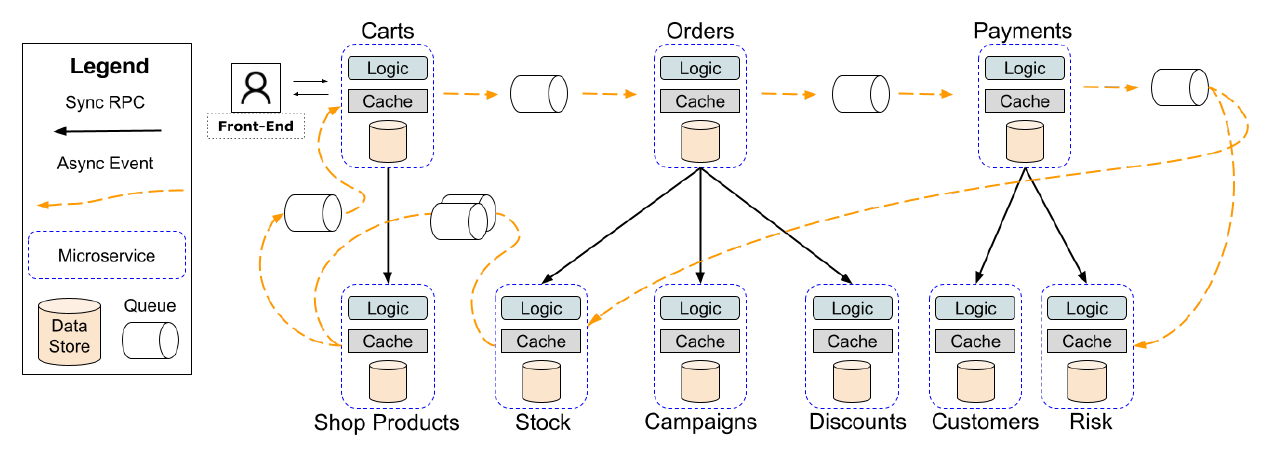 Legend
Sync RPC
Async Event
Microservice
Data
Store
Queue
Front-End
Carts
Logic
Cache
Orders
Logic
Cache
Payments
Logic
Cache
Logic
Cache
Shop Products
Logic
Cache
Stock
Logic
Cache
Campaigns
Logic
Cache
Discounts
Logic
Cache
Customers
Logic
Cache
Risk